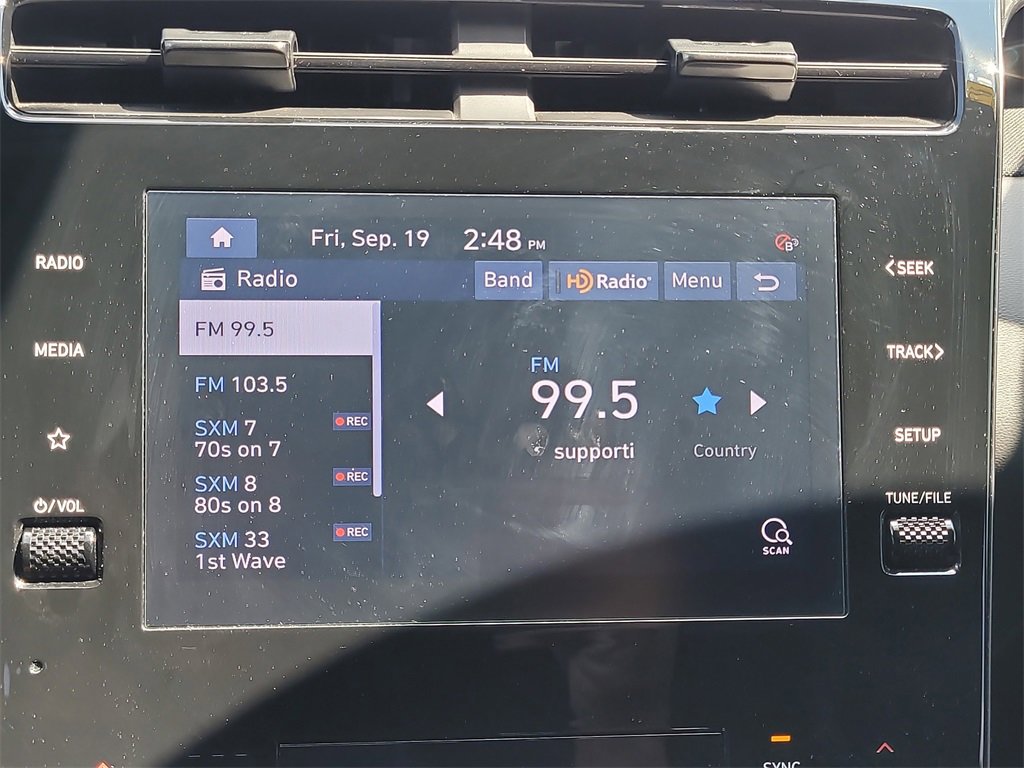 Fri, Sep. 19 2:48 PM
RADIO
MEDIA
⏻/VOL
Radio Band HD Radio Menu
FM 99.5
FM 103.5
SXM 7 REC
70s on 7
SXM 8 REC
80s on 8
SXM 33 REC
1st Wave
FM
99.5
supporti
Country
SCAN
<SEEK
TRACK>
SETUP
TUNE/FILE
SYNC